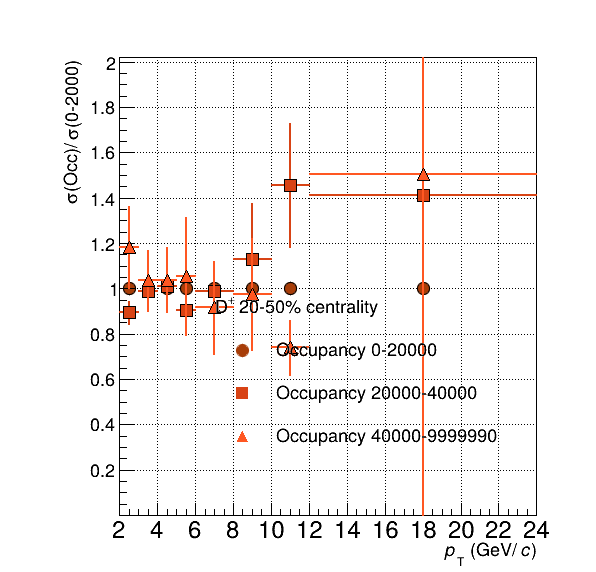 σ(Occ)/ σ(0-2000)
2
1.8
1.6
1.4
1.2
1
0.8
0.6
0.4
0.2
D+ 20-50% centrality
Occupancy 0-20000
Occupancy 20000-40000
Occupancy 40000-9999990
2 4 6 8 10 12 14 16 18 20 22 24
pT (GeV/c)